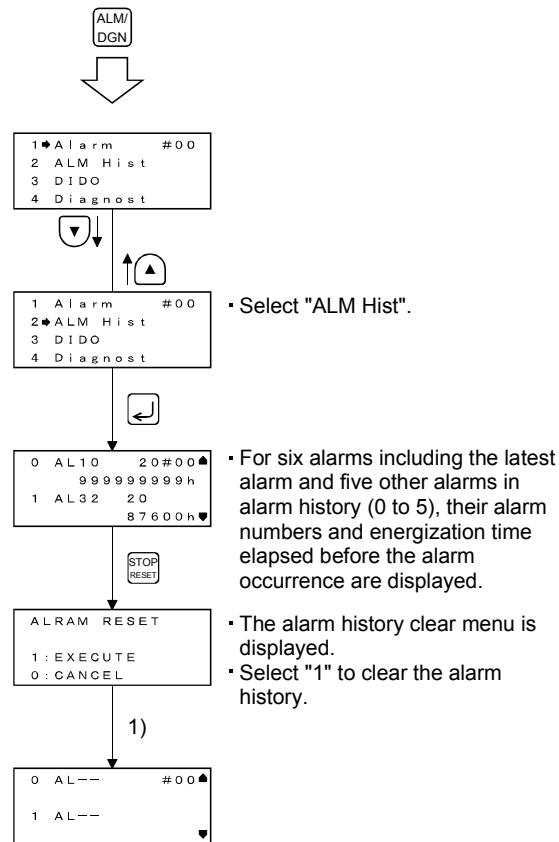 ALM/
DGN
1 Alarm #00
2 ALM Hist
3 DIDO
4 Diagnost
1 Alarm #00
2 ALM Hist
3 DIDO
4 Diagnost
Select "ALM Hist".
0 AL10 20#00
999999999h
1 AL32 20
87600h
For six alarms including the latest
alarm and five other alarms in
alarm history (0 to 5), their alarm
numbers and energization time
elapsed before the alarm
occurrence are displayed.
STOP
RESET
ALRAM RESET
1:EXECUTE
0:CANCEL
The alarm history clear menu is
displayed.
Select "1" to clear the alarm
history.
1)
0 AL-- #00
1 AL--